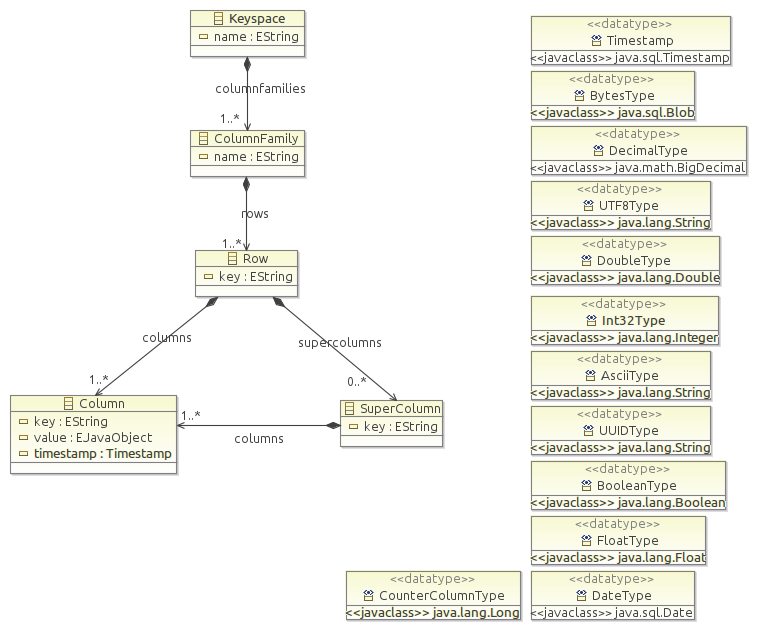 Keyspace
name : EString
columnfamilies
1..*
ColumnFamily
name : EString
rows
1..*
Row
key : EString
columns
supercolumns
1..*
0..*
Column
key : EString
value : EJavaObject
timestamp : Timestamp
1..*
columns
SuperColumn
key : EString
<<datatype>>
Timestamp
<<javaclass>> java.sql.Timestamp
<<datatype>>
BytesType
<<javaclass>> java.sql.Blob
<<datatype>>
DecimalType
<<javaclass>> java.math.BigDecimal
<<datatype>>
UTF8Type
<<javaclass>> java.lang.String
<<datatype>>
DoubleType
<<javaclass>> java.lang.Double
<<datatype>>
Int32Type
<<javaclass>> java.lang.Integer
<<datatype>>
AsciiType
<<javaclass>> java.lang.String
<<datatype>>
UUIDType
<<javaclass>> java.lang.String
<<datatype>>
BooleanType
<<javaclass>> java.lang.Boolean
<<datatype>>
FloatType
<<javaclass>> java.lang.Float
<<datatype>>
CounterColumnType
<<javaclass>> java.lang.Long
<<datatype>>
DateType
<<javaclass>> java.sql.Date